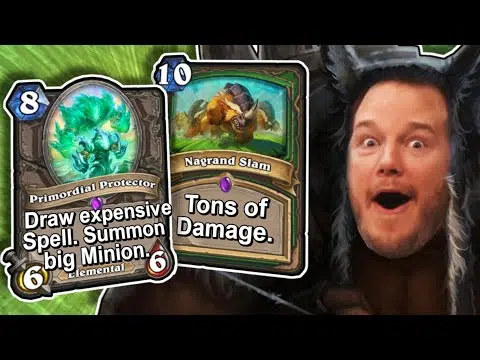 8
Primordial Protector
Draw expensive
Spell. Summon
big Minion.
6
Elemental
6
10
Nagrand Slam
Tons of
Damage.